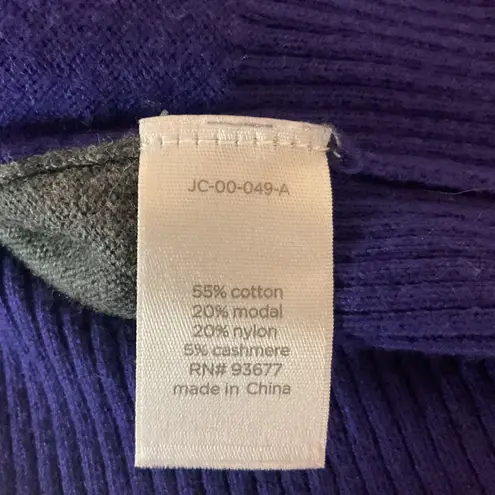 JC-00-049-A
55% cotton
20% modal
20% nylon
5% cashmere
RN# 93677
made in China